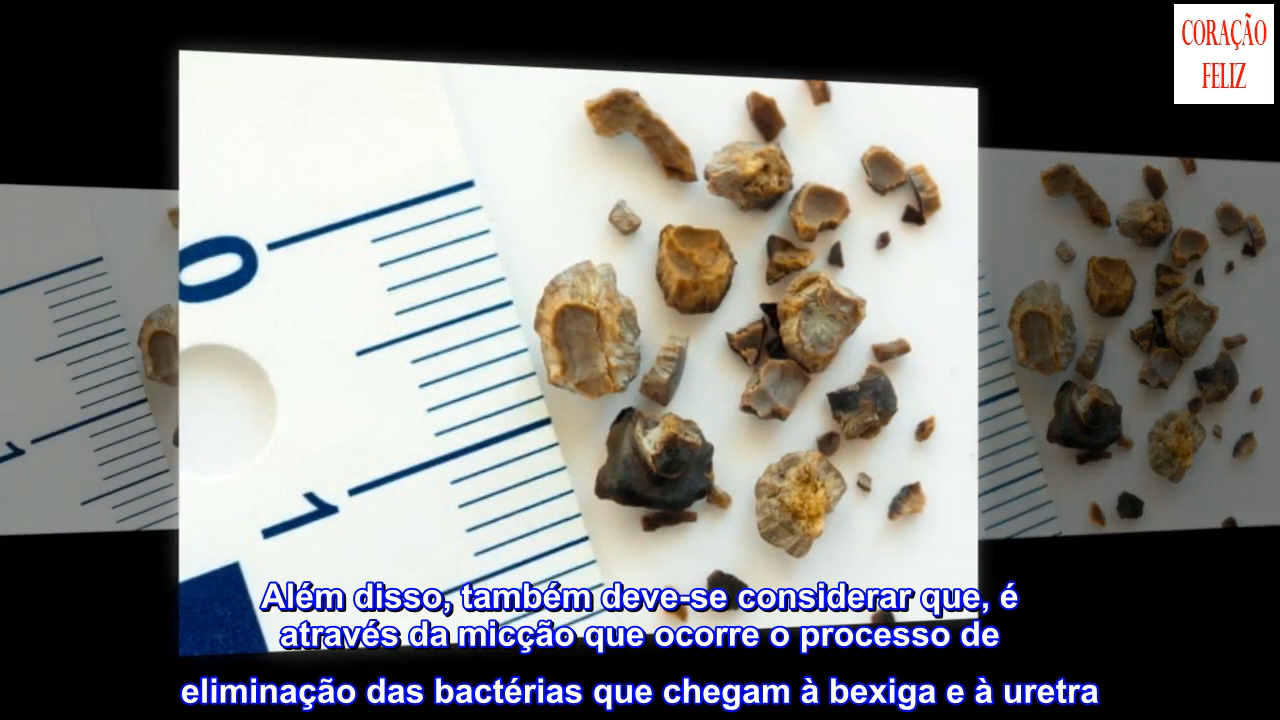 CORAÇÃO
FELIZ
0
1
1
Além disso, também deve-se considerar que, é
através da micção que ocorre o processo de
eliminação das bactérias que chegam à bexiga e à uretra